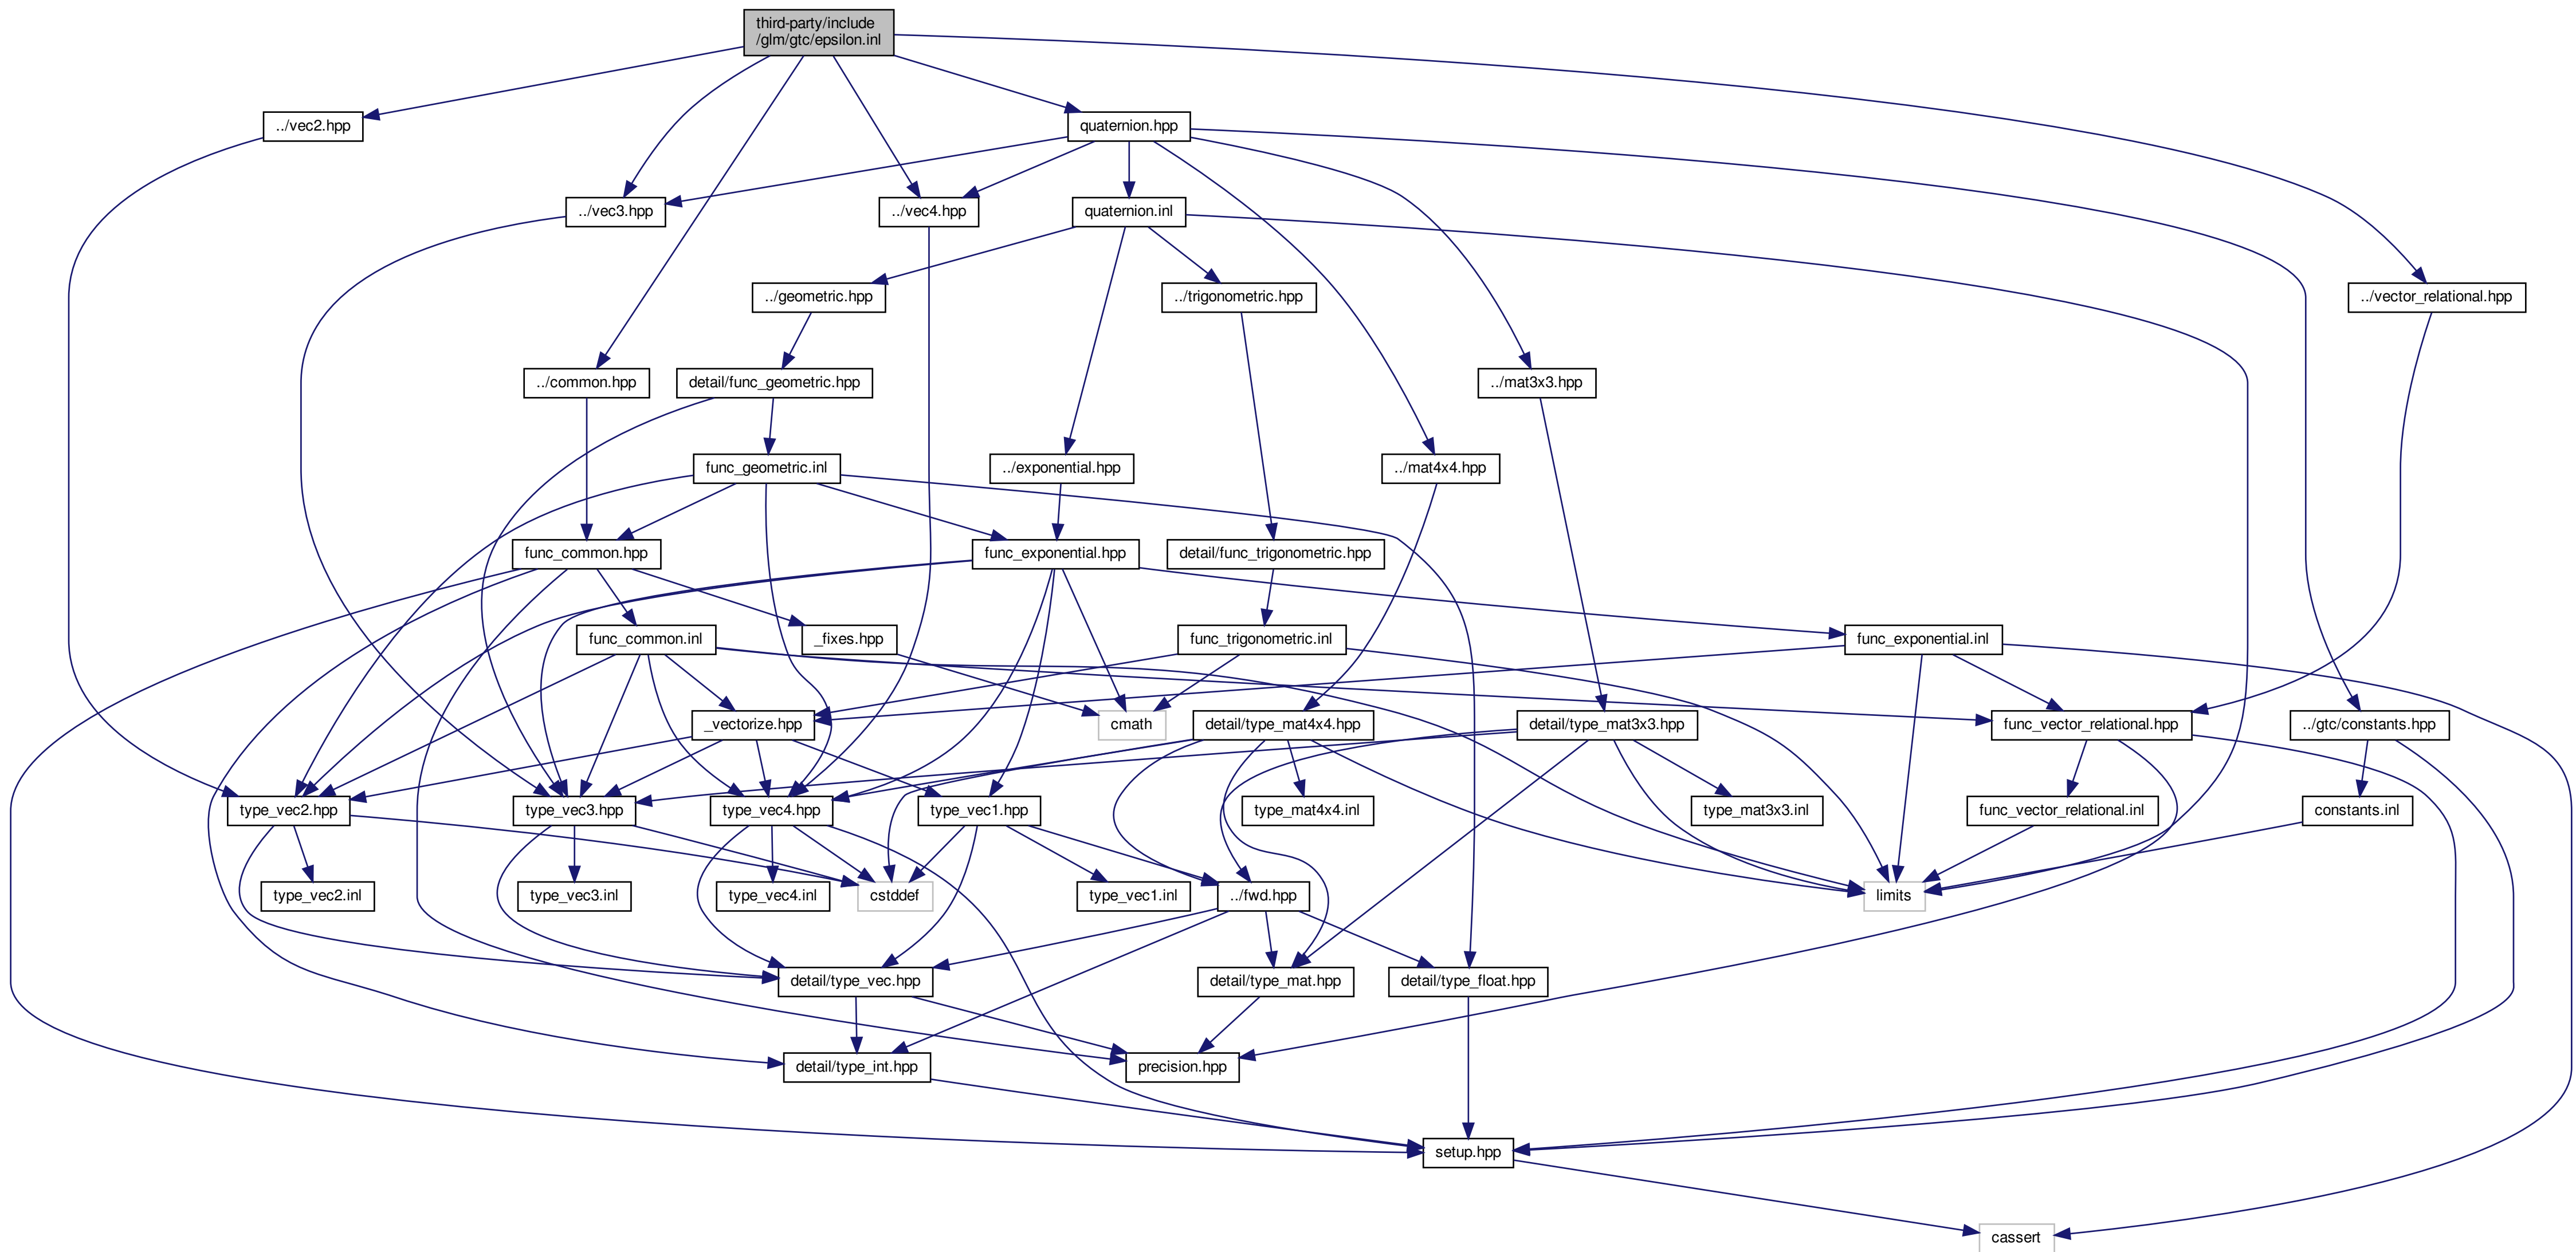 third-party/include
/glm/gtc/epsilon.inl
../vec2.hpp
quaternion.hpp
../vec3.hpp
../vec4.hpp
quaternion.inl
../geometric.hpp
../trigonometric.hpp
../vector_relational.hpp
../common.hpp
detail/func_geometric.hpp
../mat3x3.hpp
func_geometric.inl
../exponential.hpp
../mat4x4.hpp
func_common.hpp
func_exponential.hpp
detail/func_trigonometric.hpp
func_common.inl
_fixes.hpp
func_trigonometric.inl
func_exponential.inl
_vectorize.hpp
cmath
detail/type_mat4x4.hpp
detail/type_mat3x3.hpp
func_vector_relational.hpp
../gtc/constants.hpp
type_vec2.hpp
type_vec3.hpp
type_vec4.hpp
type_vec1.hpp
type_mat4x4.inl
type_mat3x3.inl
func_vector_relational.inl
constants.inl
type_vec2.inl
type_vec3.inl
type_vec4.inl
cstddef
type_vec1.inl
../fwd.hpp
limits
detail/type_vec.hpp
detail/type_mat.hpp
detail/type_float.hpp
detail/type_int.hpp
precision.hpp
setup.hpp
cassert